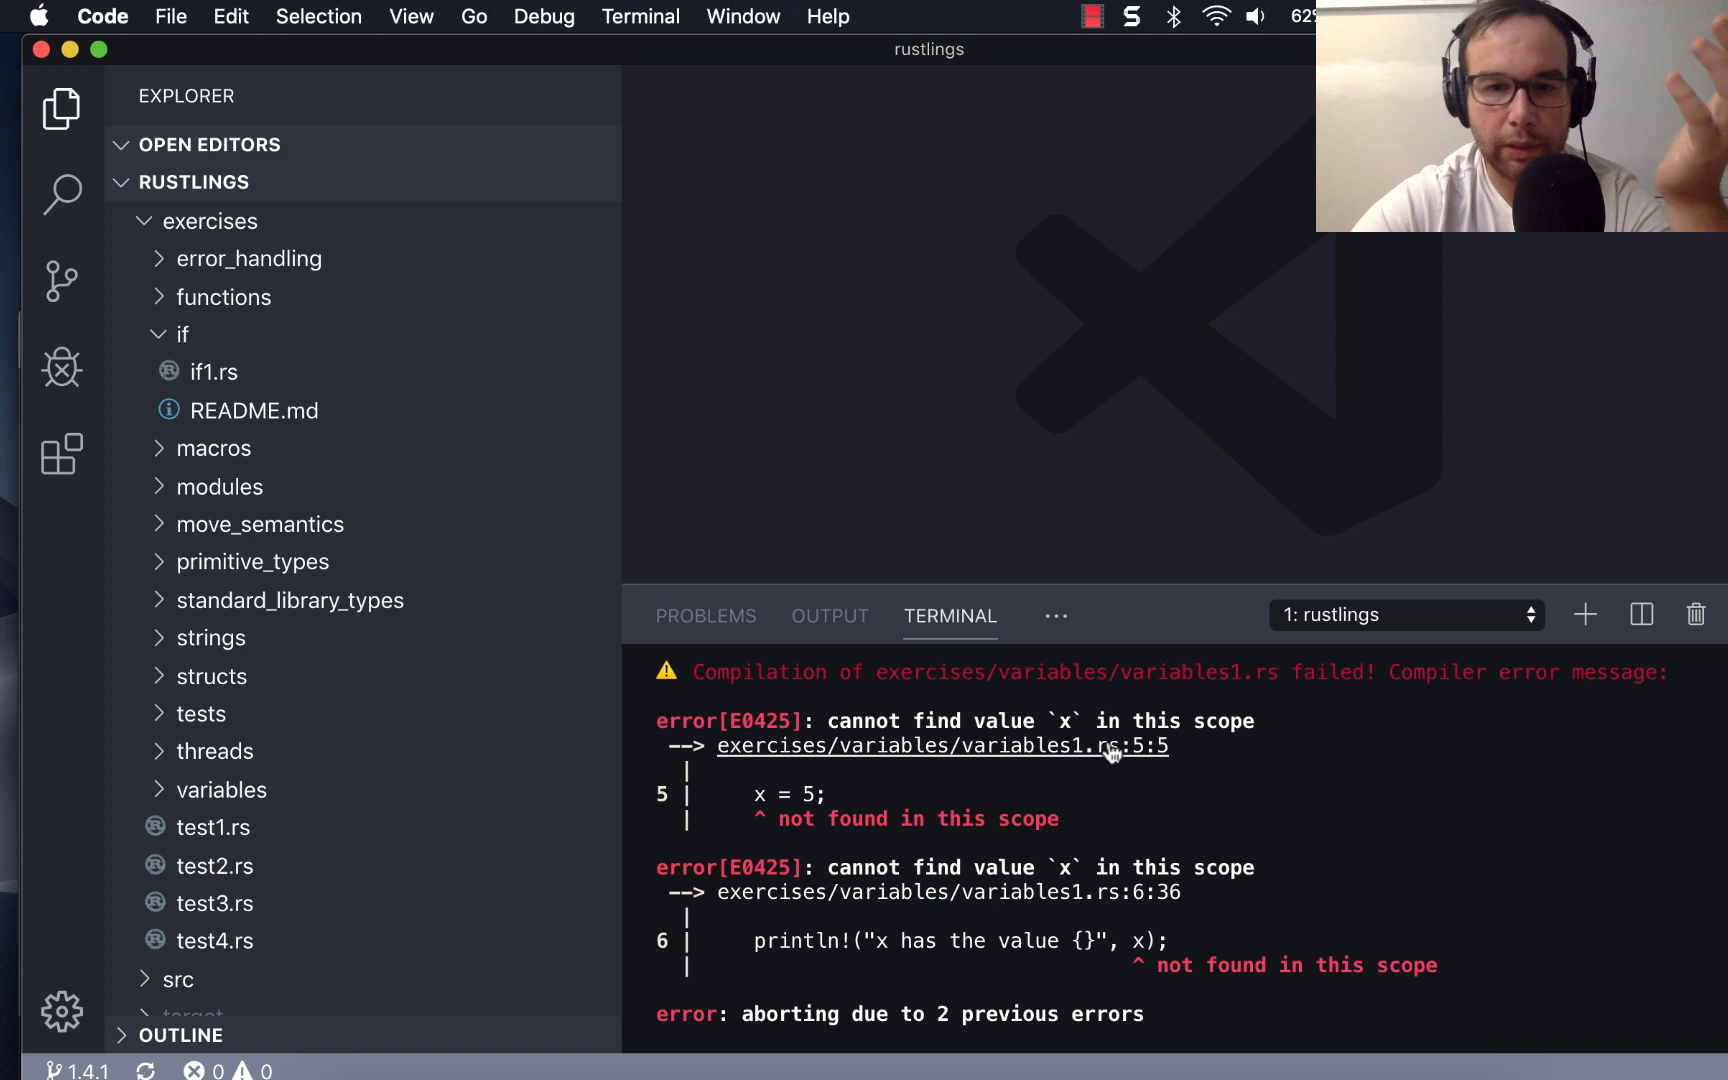 Code File Edit Selection View Go Debug Terminal Window Help
62%
rustlings
EXPLORER
OPEN EDITORS
RUSTLINGS
exercises
error_handling
functions
if
if1.rs
README.md
macros
modules
move_semantics
primitive_types
standard_library_types
strings
structs
tests
threads
variables
test1.rs
test2.rs
test3.rs
test4.rs
src
target
OUTLINE
1.4.1 0 0
PROBLEMS OUTPUT TERMINAL ... 1: rustlings
Compilation of exercises/variables/variables1.rs failed! Compiler error message:
error[E0425]: cannot find value `x` in this scope
--> exercises/variables/variables1.rs:5:5
|
5 | x = 5;
| ^ not found in this scope
error[E0425]: cannot find value `x` in this scope
--> exercises/variables/variables1.rs:6:36
|
6 | println!("x has the value {}", x);
| ^ not found in this scope
error: aborting due to 2 previous errors